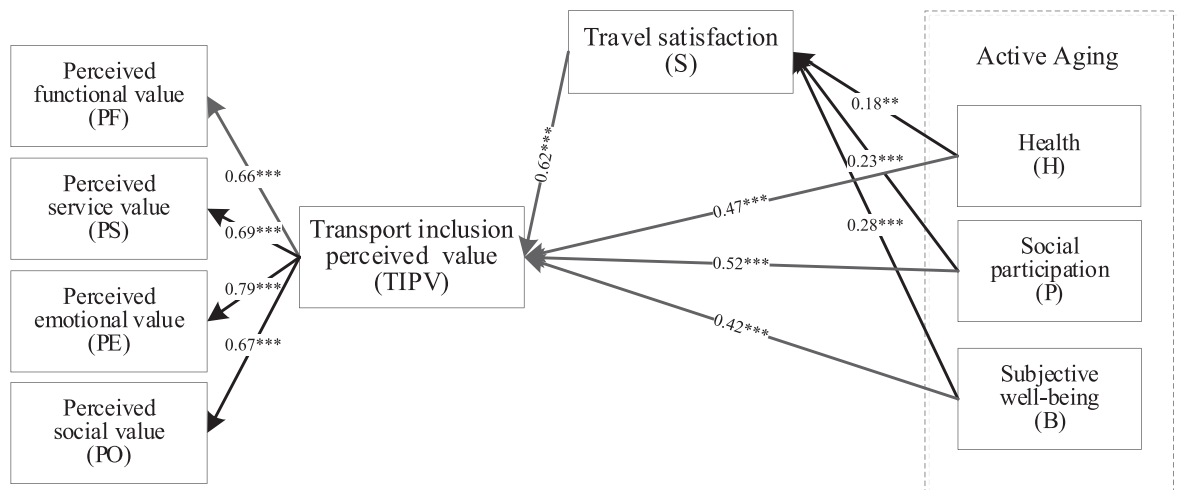 Perceived
functional value
(PF)
Perceived
service value
(PS)
Perceived
emotional value
(PE)
Perceived
social value
(PO)
0.66***
0.69***
0.79***
0.67***
Transport inclusion
perceived value
(TIPV)
Travel satisfaction
(S)
0.62***
0.18**
0.23***
0.28***
0.47***
0.52***
0.42***
Active Aging
Health
(H)
Social
participation
(P)
Subjective
well-being
(B)